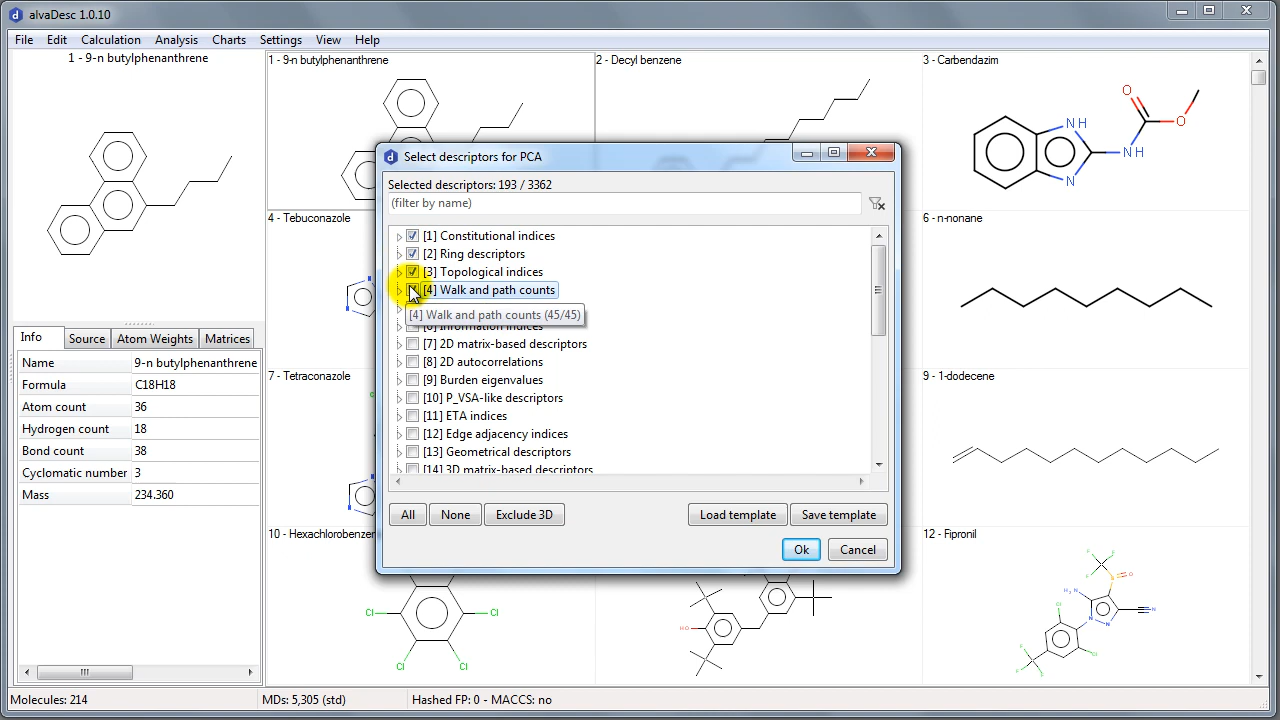 alvaDesc 1.0.10
File Edit Calculation Analysis Charts Settings View Help
1 - 9-n butylphenanthrene
1 - 9-n butylphenanthrene
2 - Decyl benzene
3 - Carbendazim
O
O
NH
NH
N
Select descriptors for PCA
Selected descriptors: 193 / 3362
(filter by name)
[1] Constitutional indices
[2] Ring descriptors
[3] Topological indices
[4] Walk and path counts
[4] Walk and path counts (45/45)
[6] Information indices
[7] 2D matrix-based descriptors
[8] 2D autocorrelations
[9] Burden eigenvalues
[10] P_VSA-like descriptors
[11] ETA indices
[12] Edge adjacency indices
[13] Geometrical descriptors
[14] 3D matrix-based descriptors
All None Exclude 3D Load template Save template
Ok Cancel
4 - Tebuconazole
6 - n-nonane
7 - Tetraconazole
9 - 1-dodecene
10 - Hexachlorobenzen
Cl Cl
Cl Cl
12 - Fipronil
Info Source Atom Weights Matrices
Name 9-n butylphenanthrene
Formula C18H18
Atom count 36
Hydrogen count 18
Bond count 38
Cyclomatic number 3
Mass 234.360
Molecules: 214 MDs: 5,305 (std) Hashed FP: 0 - MACCS: no